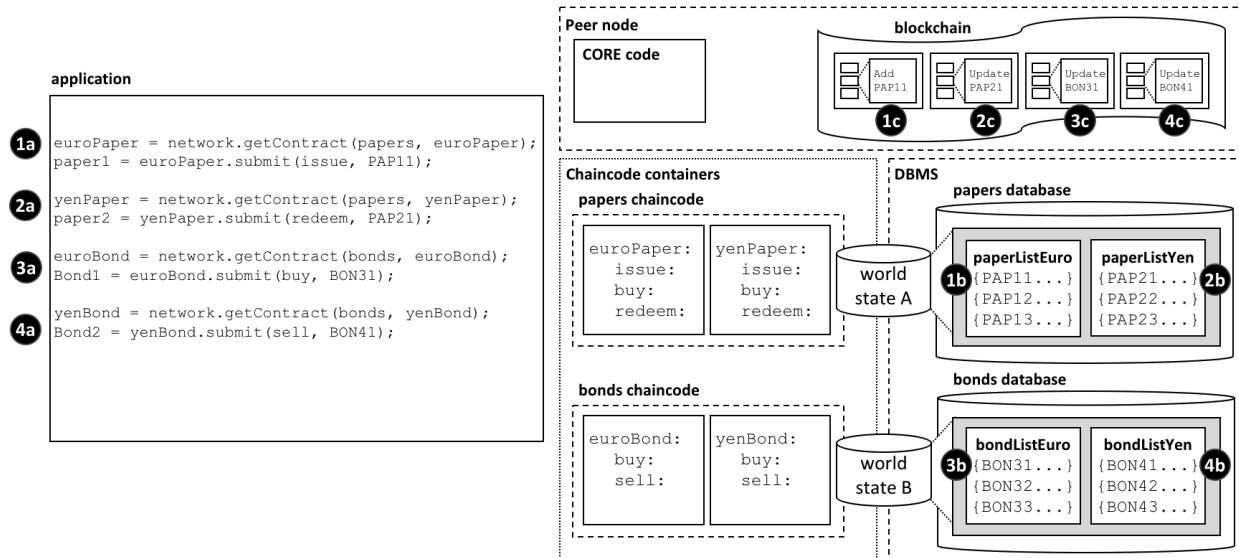 application
1a
euroPaper = network.getContract(papers, euroPaper);
paper1 = euroPaper.submit(issue, PAP11);
2a
yenPaper = network.getContract(papers, yenPaper);
paper2 = yenPaper.submit(redeem, PAP21);
3a
euroBond = network.getContract(bonds, euroBond);
Bond1 = euroBond.submit(buy, BON31);
4a
yenBond = network.getContract(bonds, yenBond);
Bond2 = yenBond.submit(sell, BON41);
Peer node
CORE code
blockchain
Add
PAP11
1c
Update
PAP21
2c
Update
BON31
3c
Update
BON41
4c
Chaincode containers
papers chaincode
euroPaper:
issue:
buy:
redeem:
yenPaper:
issue:
buy:
redeem:
world
state A
DBMS
papers database
1b
paperListEuro
{PAP11...}
{PAP12...}
{PAP13...}
paperListYen
{PAP21...}
{PAP22...}
{PAP23...}
2b
bonds chaincode
euroBond:
buy:
sell:
yenBond:
buy:
sell:
world
state B
bonds database
3b
bondListEuro
{BON31...}
{BON32...}
{BON33...}
bondListYen
{BON41...}
{BON42...}
{BON43...}
4b